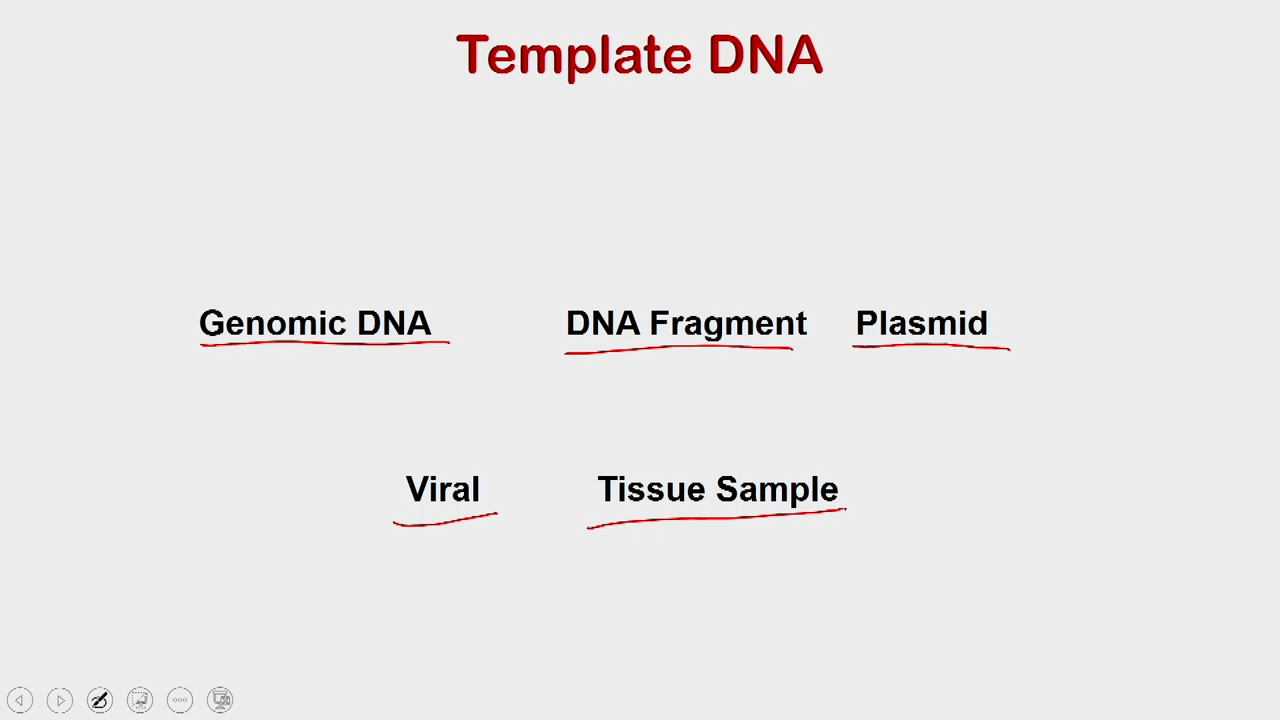 Template DNA
Genomic DNA DNA Fragment Plasmid
Viral Tissue Sample